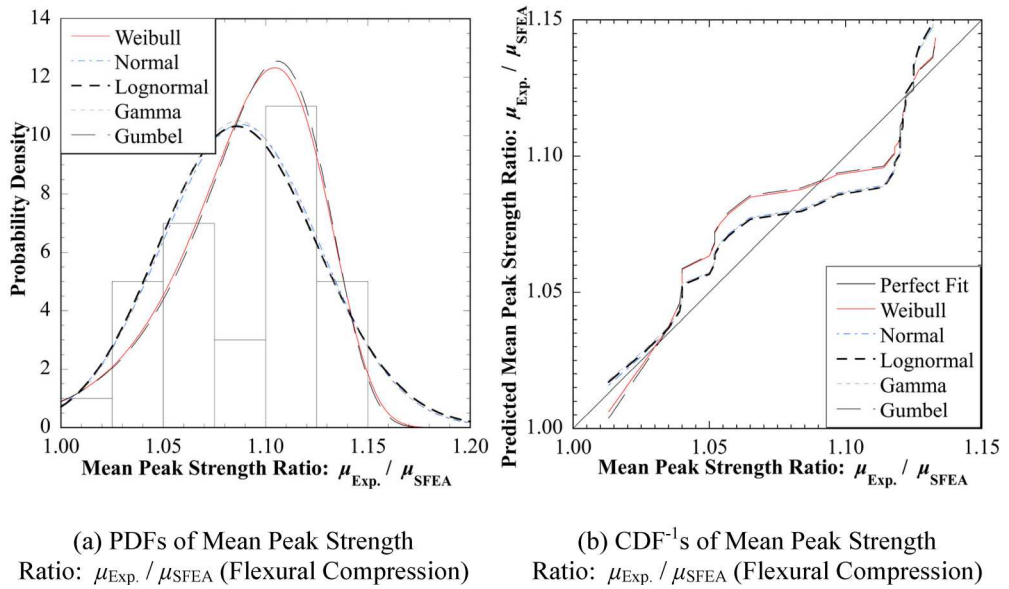 14
12
10
8
6
4
2
0
Probability Density
Weibull
Normal
Lognormal
Gamma
Gumbel
1.00
1.05
1.10
1.15
1.20
Mean Peak Strength Ratio: μExp. / μSFEA
1.15
1.10
1.05
1.00
Predicted Mean Peak Strength Ratio: μExp. / μSFEA
Perfect Fit
Weibull
Normal
Lognormal
Gamma
Gumbel
1.00
1.05
1.10
1.15
Mean Peak Strength Ratio: μExp. / μSFEA
(a) PDFs of Mean Peak Strength
Ratio: μExp. / μSFEA (Flexural Compression)
(b) CDF-1s of Mean Peak Strength
Ratio: μExp. / μSFEA (Flexural Compression)